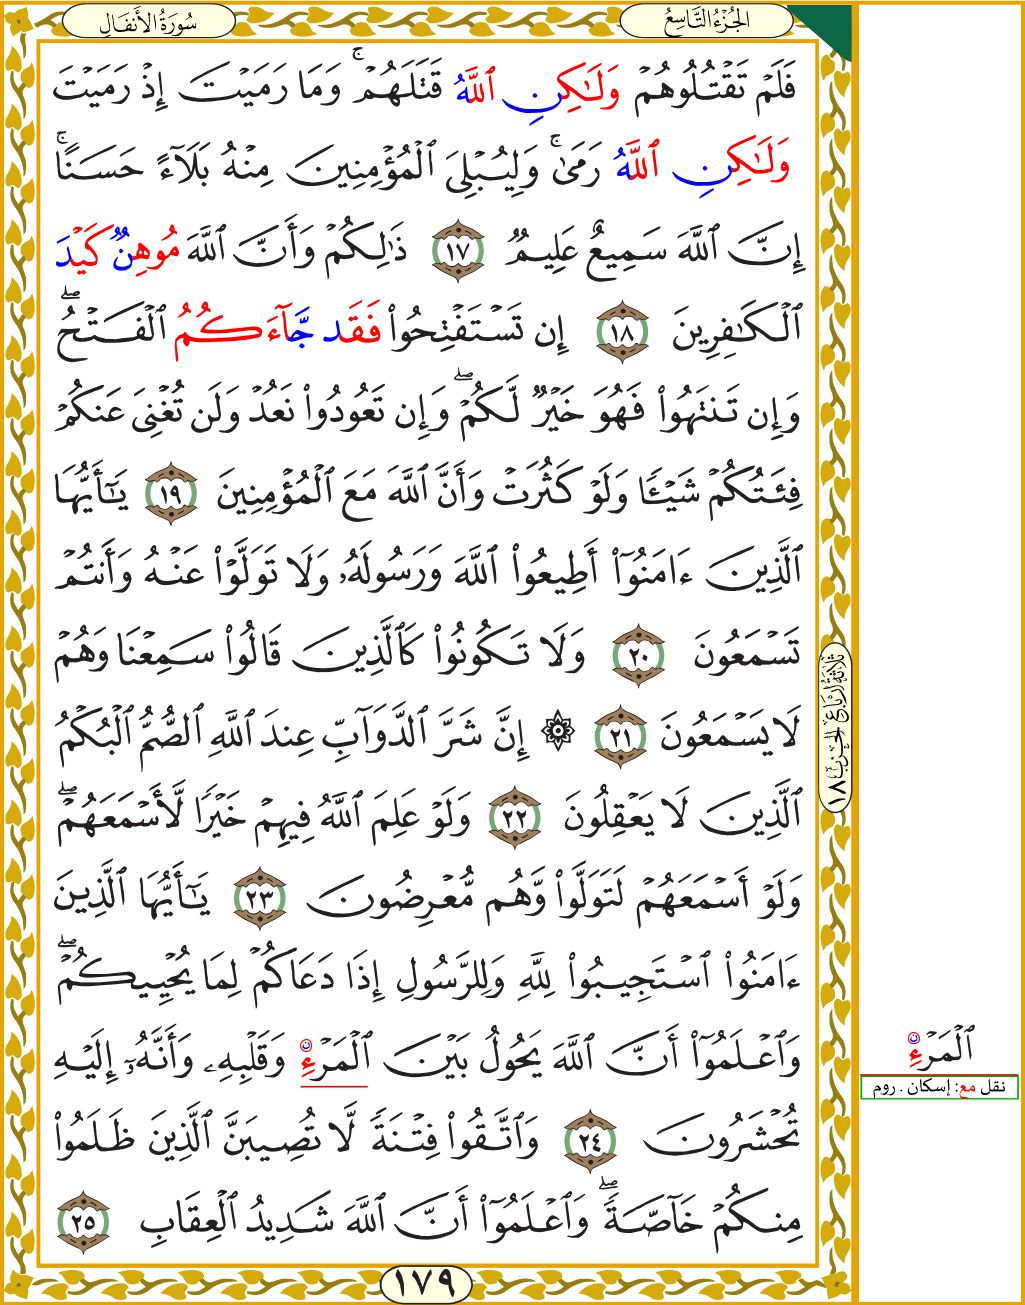 سُورَةُ الأَنفَالِ
الجُزْءُ التَّاسِعُ
فَلَمْ تَقْتُلُوهُمْ وَلَٰكِنِ ٱللَّهُ قَتَلَهُمْ ۚ وَمَا رَمَيْتَ إِذْ رَمَيْتَ
وَلَٰكِنِ ٱللَّهُ رَمَىٰ ۚ وَلِيُبْلِىَ ٱلْمُؤْمِنِينَ مِنْهُ بَلَآءً حَسَنًا ۚ
إِنَّ ٱللَّهَ سَمِيعٌ عَلِيمٌ ١٧ ذَٰلِكُمْ وَأَنَّ ٱللَّهَ مُوهِنٌ كَيْدَ
ٱلْكَٰفِرِينَ ١٨ إِن تَسْتَفْتِحُوا۟ فَقَد جَّآءَكُمُ ٱلْفَتْحُ ۖ
وَإِن تَنتَهُوا۟ فَهُوَ خَيْرٌ لَّكُمْ ۖ وَإِن تَعُودُوا۟ نَعُدْ وَلَن تُغْنِىَ عَنكُمْ
فِئَتُكُمْ شَيْـًٔا وَلَوْ كَثُرَتْ وَأَنَّ ٱللَّهَ مَعَ ٱلْمُؤْمِنِينَ ١٩ يَٰٓأَيُّهَا
ٱلَّذِينَ ءَامَنُوٓا۟ أَطِيعُوا۟ ٱللَّهَ وَرَسُولَهُۥ وَلَا تَوَلَّوْا۟ عَنْهُ وَأَنتُمْ
تَسْمَعُونَ ٢٠ وَلَا تَكُونُوا۟ كَٱلَّذِينَ قَالُوا۟ سَمِعْنَا وَهُمْ
لَا يَسْمَعُونَ ٢١ ۞ إِنَّ شَرَّ ٱلدَّوَآبِّ عِندَ ٱللَّهِ ٱلصُّمُّ ٱلْبُكْمُ
ٱلَّذِينَ لَا يَعْقِلُونَ ٢٢ وَلَوْ عَلِمَ ٱللَّهُ فِيهِمْ خَيْرًا لَّأَسْمَعَهُمْ ۖ
وَلَوْ أَسْمَعَهُمْ لَتَوَلَّوا۟ وَّهُم مُّعْرِضُونَ ٢٣ يَٰٓأَيُّهَا ٱلَّذِينَ
ءَامَنُوا۟ ٱسْتَجِيبُوا۟ لِلَّهِ وَلِلرَّسُولِ إِذَا دَعَاكُمْ لِمَا يُحْيِيكُمْ ۖ
وَٱعْلَمُوٓا۟ أَنَّ ٱللَّهَ يَحُولُ بَيْنَ ٱلْمَرْءِ وَقَلْبِهِۦ وَأَنَّهُۥٓ إِلَيْهِ
تُحْشَرُونَ ٢٤ وَٱتَّقُوا۟ فِتْنَةً لَّا تُصِيبَنَّ ٱلَّذِينَ ظَلَمُوا۟
مِنكُمْ خَآصَّةً ۖ وَٱعْلَمُوٓا۟ أَنَّ ٱللَّهَ شَدِيدُ ٱلْعِقَابِ ٢٥
ثَلَاثَةُ أَرْبَاعِ الحِزْبِ ١٨
ٱلْمَرْءِ
نقل مع: إسكان . روم
١٧٩